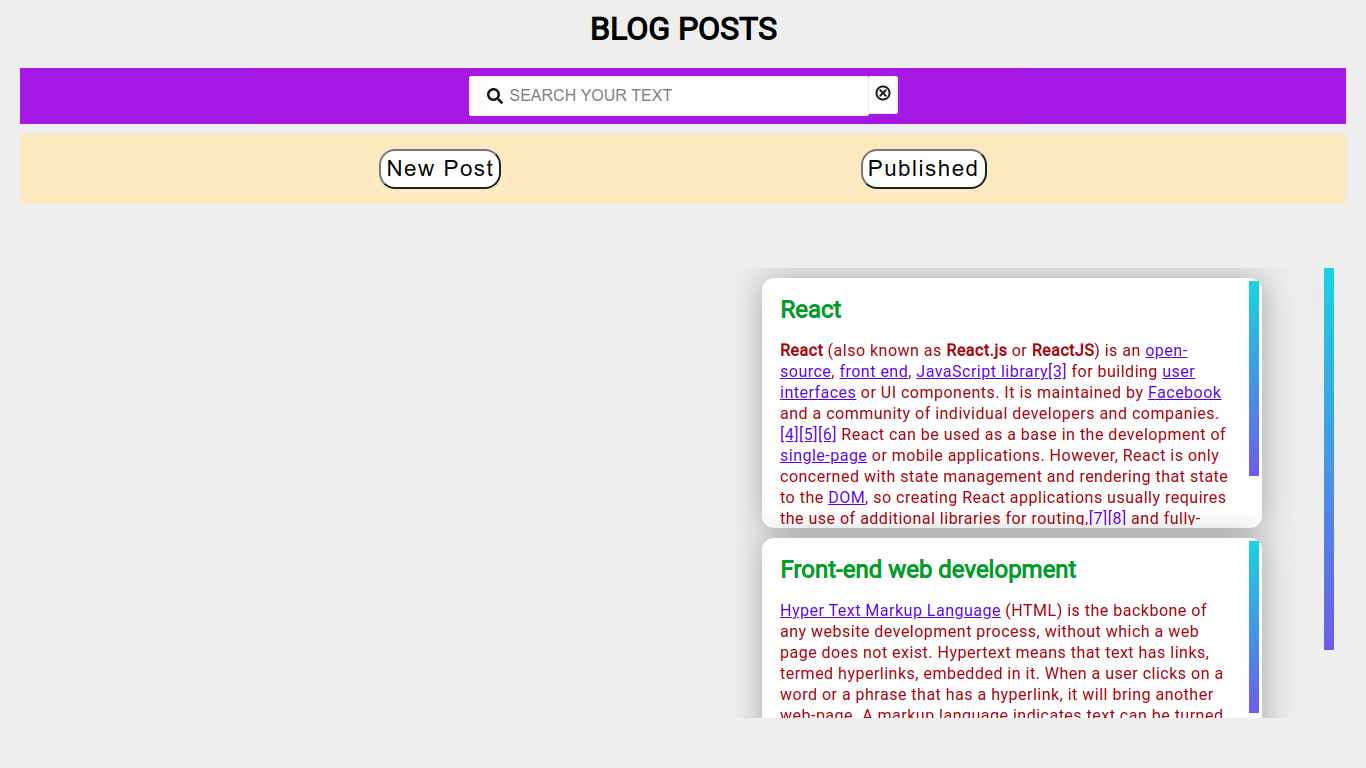 BLOG POSTS
SEARCH YOUR TEXT
New Post
Published
React
React (also known as React.js or ReactJS) is an open-
source, front end, JavaScript library[3] for building user
interfaces or UI components. It is maintained by Facebook
and a community of individual developers and companies.
[4][5][6] React can be used as a base in the development of
single-page or mobile applications. However, React is only
concerned with state management and rendering that state
to the DOM, so creating React applications usually requires
the use of additional libraries for routing,[7][8] and fully-
Front-end web development
Hyper Text Markup Language (HTML) is the backbone of
any website development process, without which a web
page does not exist. Hypertext means that text has links,
termed hyperlinks, embedded in it. When a user clicks on a
word or a phrase that has a hyperlink, it will bring another
web-page. A markup language indicates text can be turned